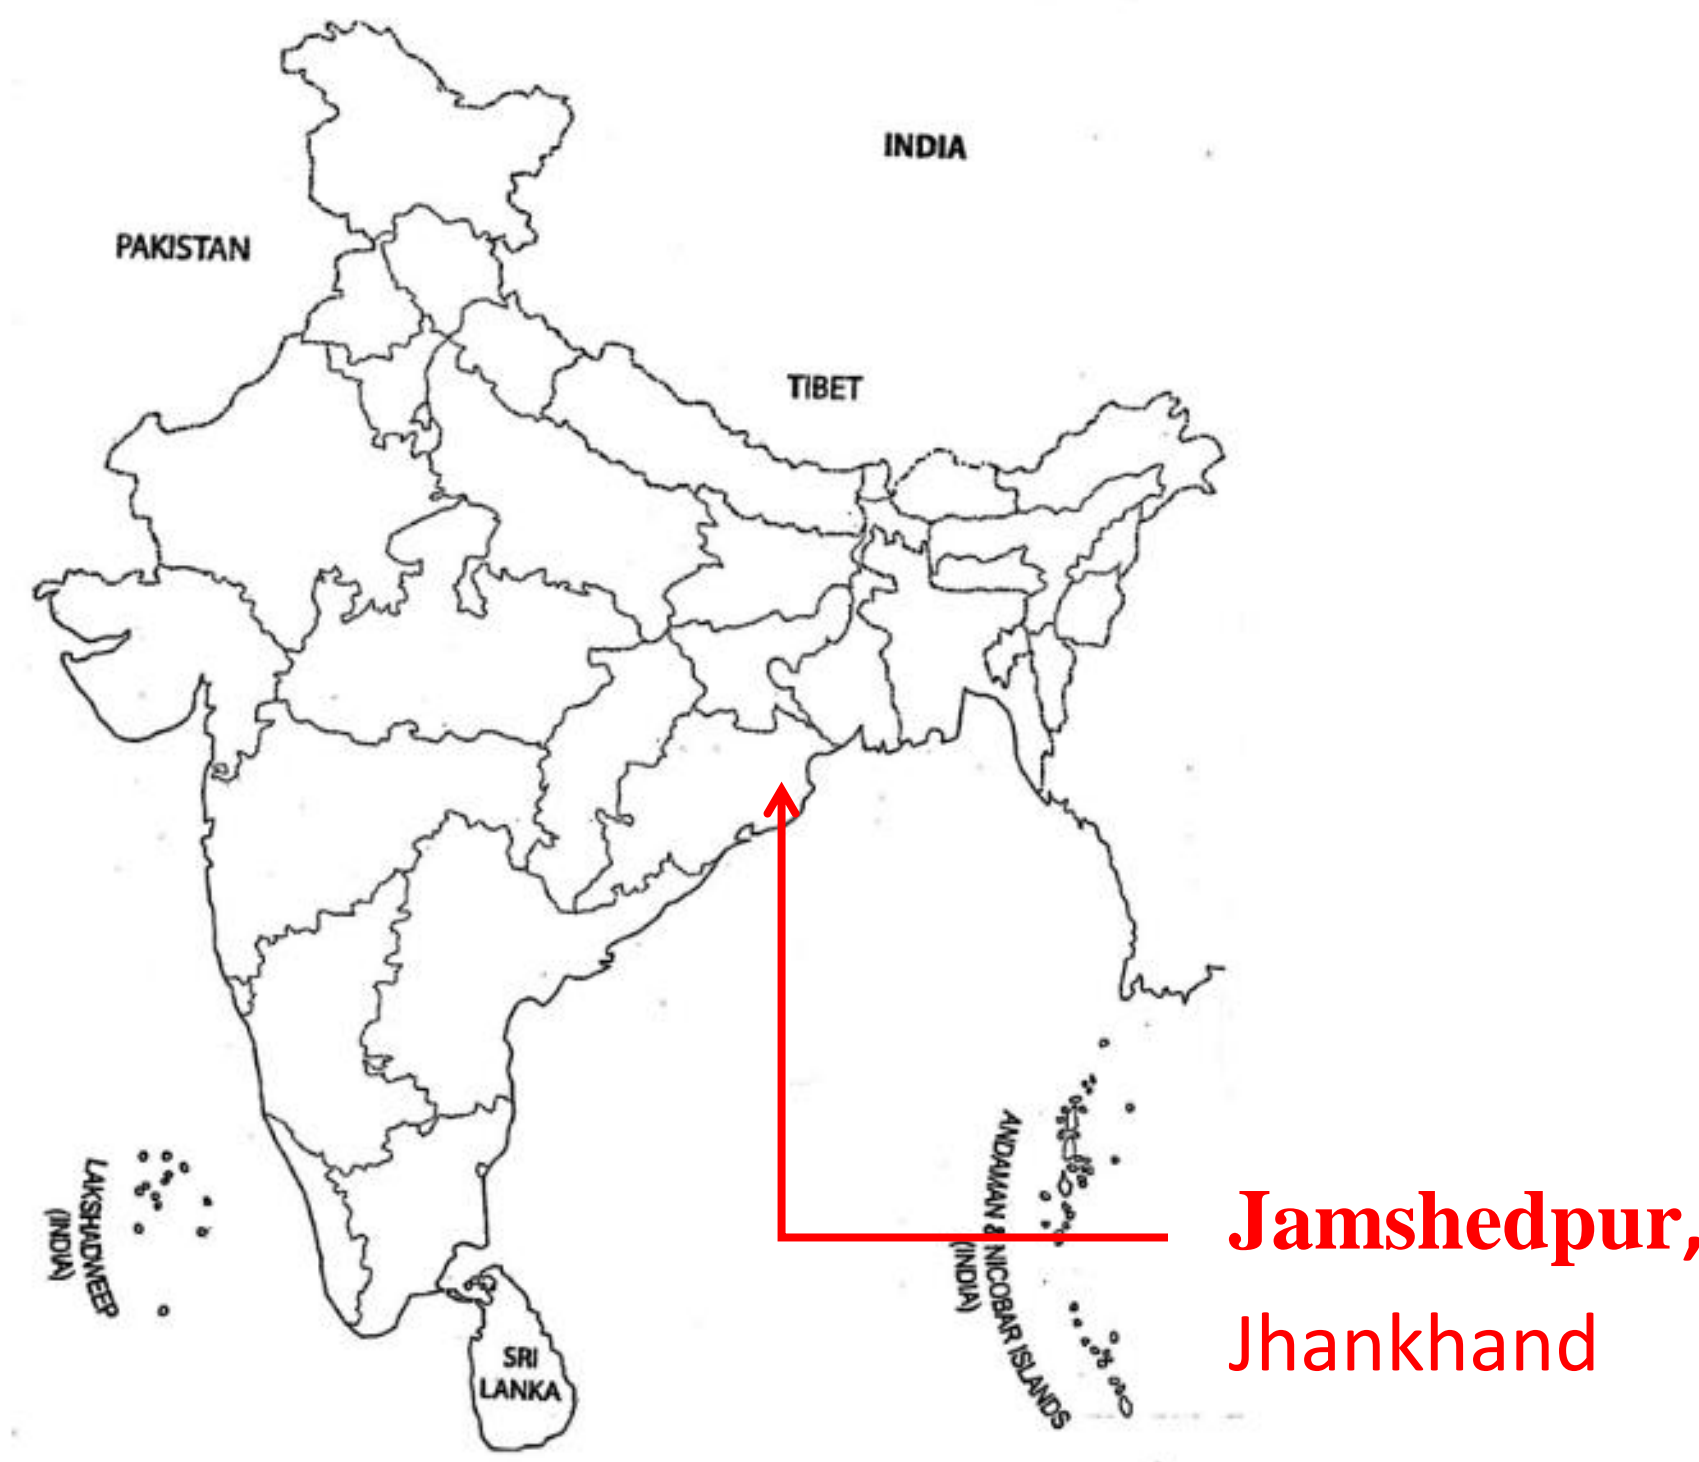 INDIA
PAKISTAN
TIBET
LAKSHADWEEP
(INDIA)
ANDAMAN & NICOBAR ISLANDS
(INDIA)
Jamshedpur,
Jhankhand
SRI
LANKA